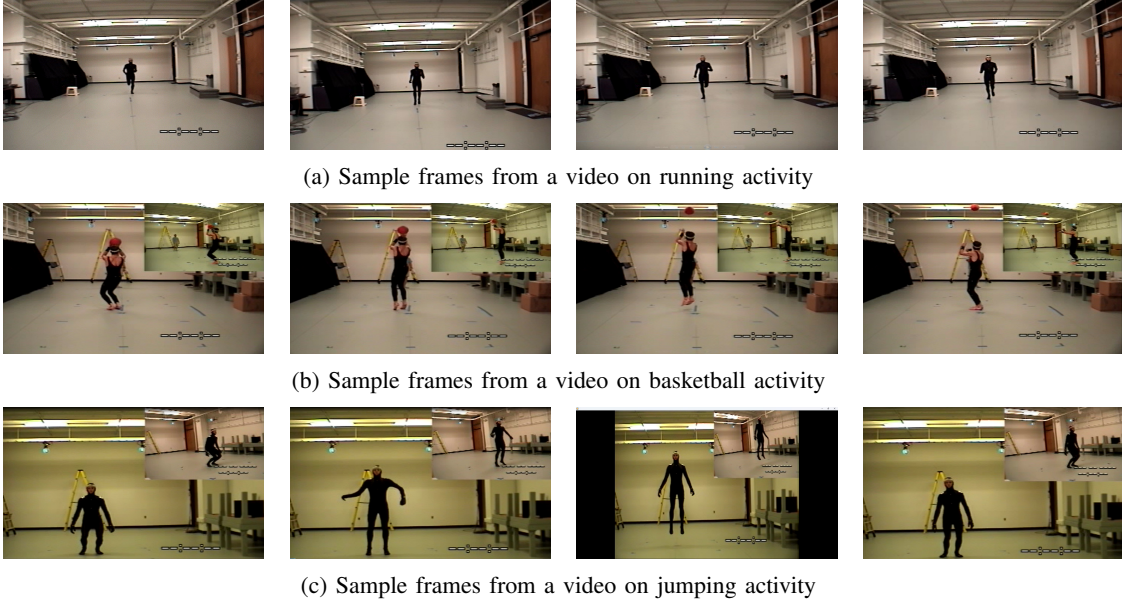 (a) Sample frames from a video on running activity
(b) Sample frames from a video on basketball activity
(c) Sample frames from a video on jumping activity